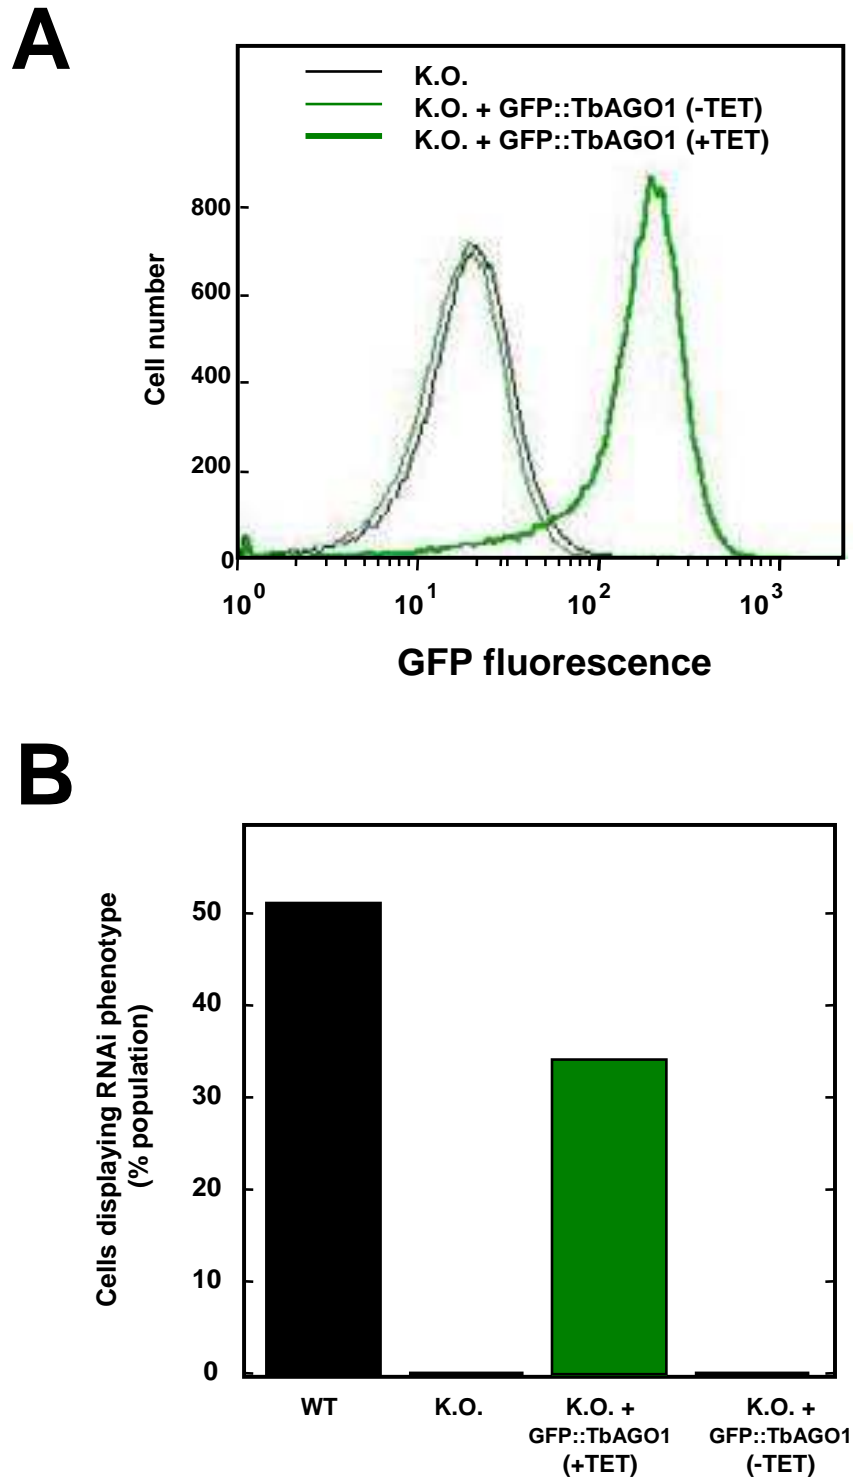 A
K.O.
K.O. + GFP::TbAGO1 (-TET)
K.O. + GFP::TbAGO1 (+TET)
800
600
400
200
0
Cell number
10^0 10^1 10^2 10^3
GFP fluorescence
B
Cells displaying RNAi phenotype
(% population)
50
40
30
20
10
0
WT K.O. K.O. + K.O. +
GFP::TbAGO1 GFP::TbAGO1
(+TET) (-TET)